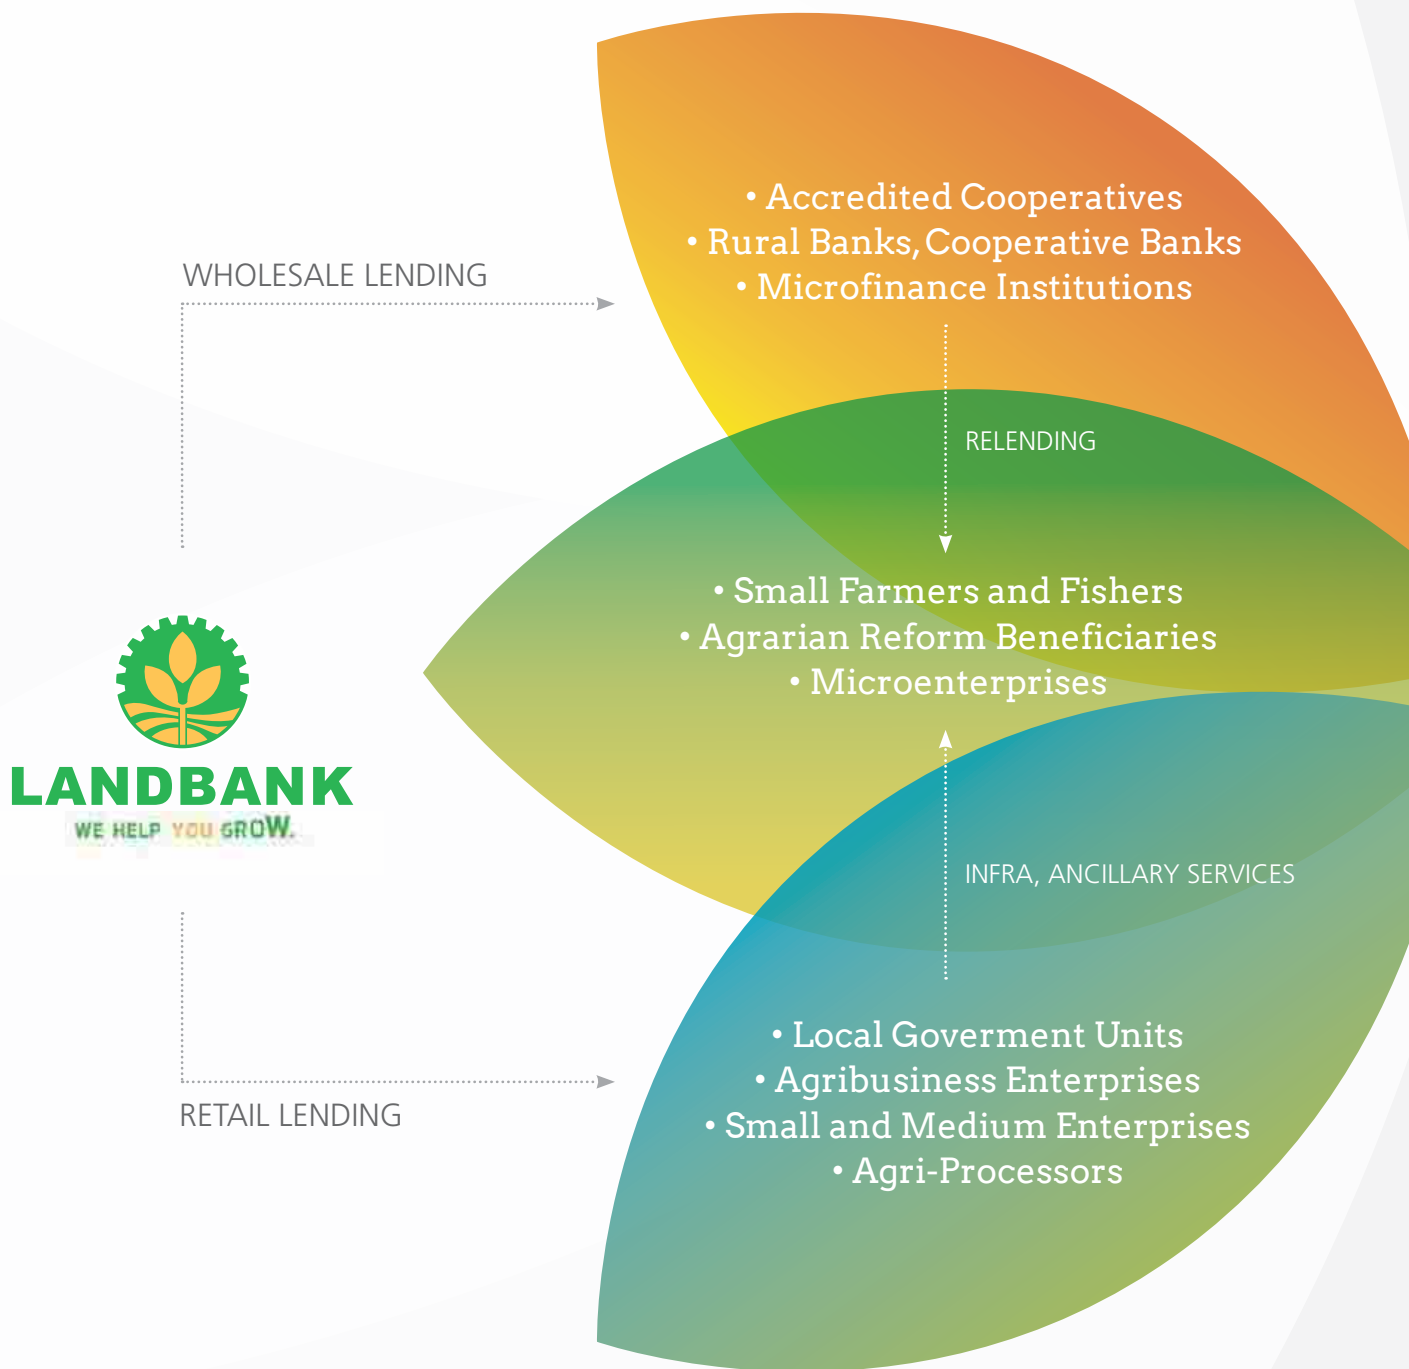 • Accredited Cooperatives
• Rural Banks, Cooperative Banks
• Microfinance Institutions
WHOLESALE LENDING
RELENDING
• Small Farmers and Fishers
• Agrarian Reform Beneficiaries
• Microenterprises
LANDBANK
WE HELP YOU GROW.
INFRA, ANCILLARY SERVICES
• Local Goverment Units
• Agribusiness Enterprises
• Small and Medium Enterprises
• Agri-Processors
RETAIL LENDING